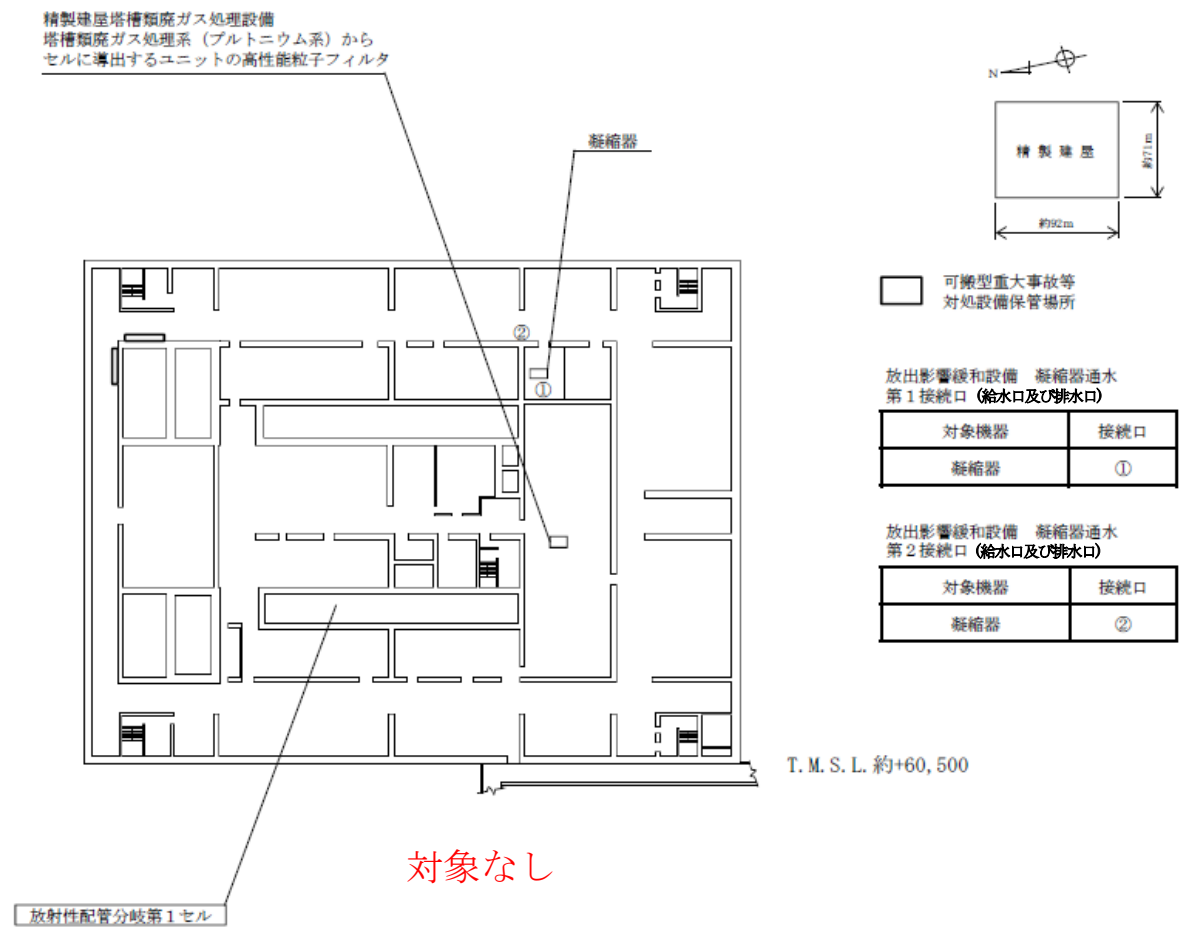 精製建屋塔槽類廃ガス処理設備
塔槽類廃ガス処理系（プルトニウム系）から
セルに導出するユニットの高性能粒子フィルタ
凝縮器
N
精製建屋
約71m
約92m
可搬型重大事故等
対処設備保管場所
②
①
放出影響緩和設備　凝縮器通水
第１接続口（給水口及び排水口）
対象機器 接続口
凝縮器 ①
放出影響緩和設備　凝縮器通水
第２接続口（給水口及び排水口）
対象機器 接続口
凝縮器 ②
T.M.S.L.約+60,500
対象なし
放射性配管分岐第１セル